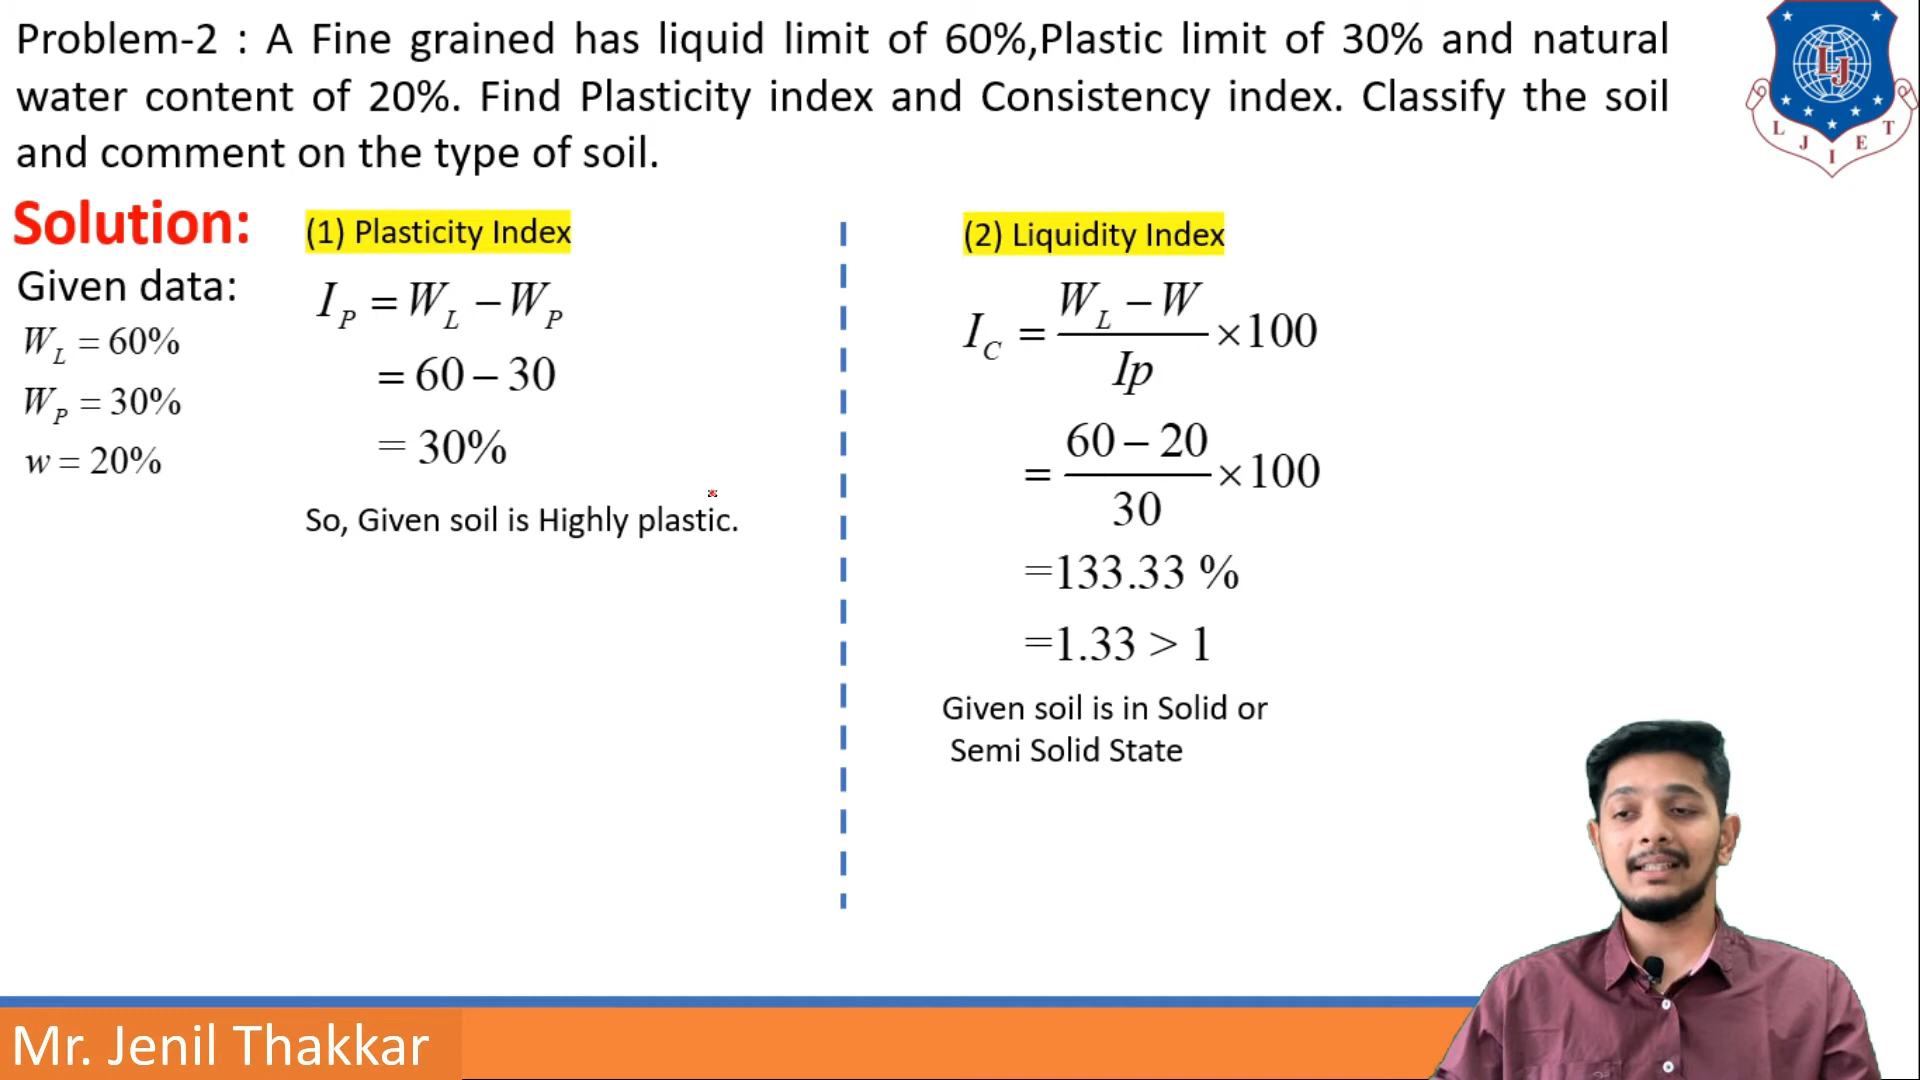 Problem-2 : A Fine grained has liquid limit of 60%,Plastic limit of 30% and natural
water content of 20%. Find Plasticity index and Consistency index. Classify the soil
and comment on the type of soil.
LJ
L J I E T
Solution:
Given data:
W_L = 60%
W_P = 30%
w = 20%
(1) Plasticity Index
I_P = W_L − W_P
= 60 − 30
= 30%
So, Given soil is Highly plastic.
(2) Liquidity Index
I_C = (W_L − W) / Ip × 100
= (60 − 20) / 30 × 100
=133.33 %
=1.33 > 1
Given soil is in Solid or
Semi Solid State
Mr. Jenil Thakkar